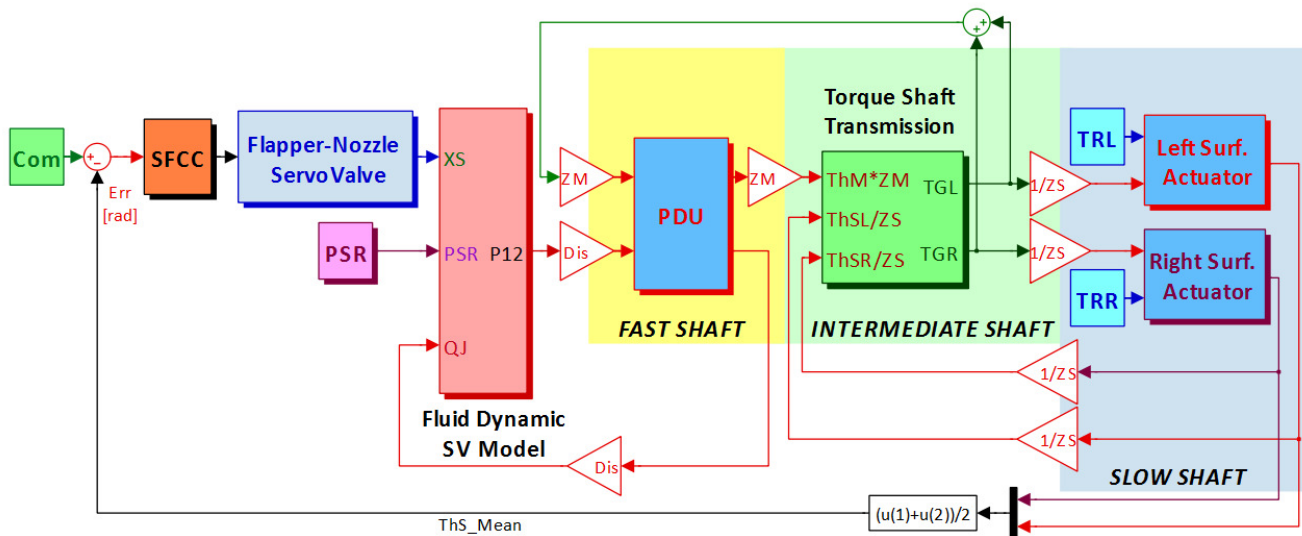 +
+
Torque Shaft
Transmission
Com
+
-
Err
[rad]
SFCC
Flapper-Nozzle
ServoValve
XS
PSR
QJ
P12
PSR
Fluid Dynamic
SV Model
ZM
Dis
PDU
ZM
Dis
FAST SHAFT
ThM*ZM
ThSL/ZS
ThSR/ZS
TGL
TGR
INTERMEDIATE SHAFT
1/ZS
1/ZS
TRL
Left Surf.
Actuator
Right Surf.
Actuator
TRR
1/ZS
1/ZS
SLOW SHAFT
(u(1)+u(2))/2
ThS_Mean